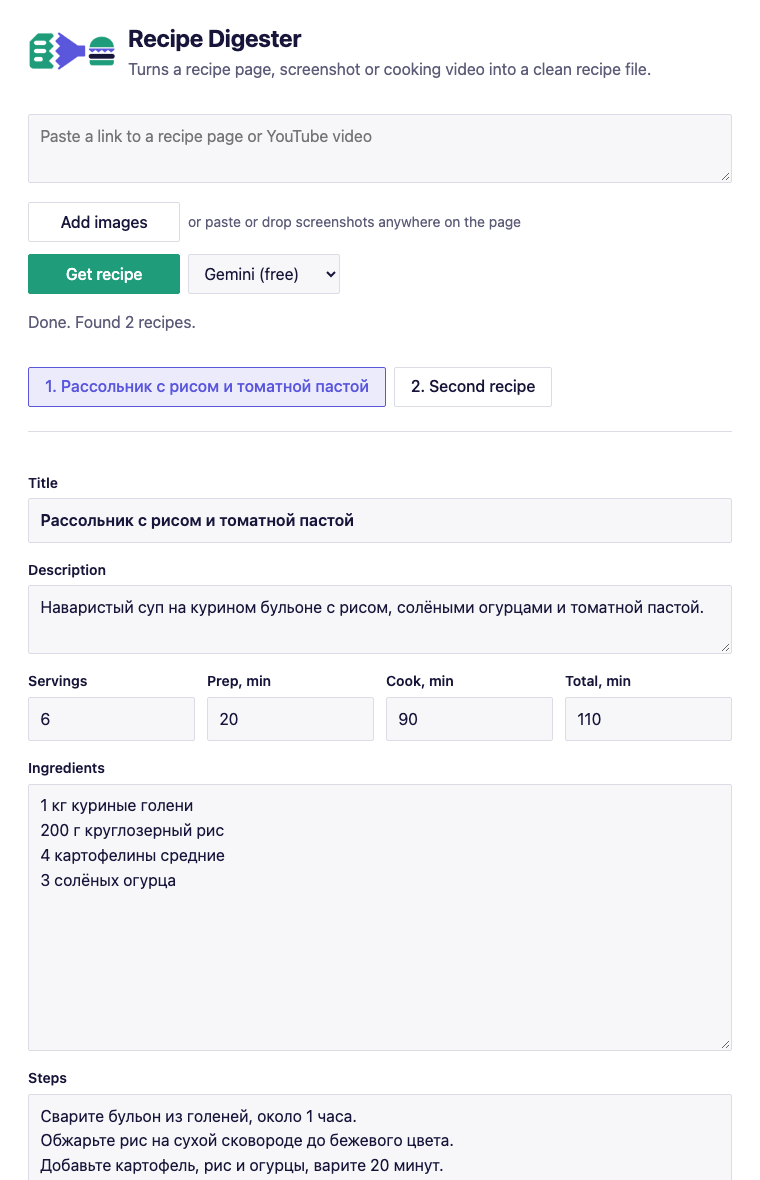 Recipe Digester
Turns a recipe page, screenshot or cooking video into a clean recipe file.
Paste a link to a recipe page or YouTube video
Add images
or paste or drop screenshots anywhere on the page
Get recipe
Gemini (free)
Done. Found 2 recipes.
1. Рассольник с рисом и томатной пастой
2. Second recipe
Title
Рассольник с рисом и томатной пастой
Description
Наваристый суп на курином бульоне с рисом, солёными огурцами и томатной пастой.
Servings
Prep, min
Cook, min
Total, min
6
20
90
110
Ingredients
1 кг куриные голени
200 г круглозерный рис
4 картофелины средние
3 солёных огурца
Steps
Сварите бульон из голеней, около 1 часа.
Обжарьте рис на сухой сковороде до бежевого цвета.
Добавьте картофель, рис и огурцы, варите 20 минут.